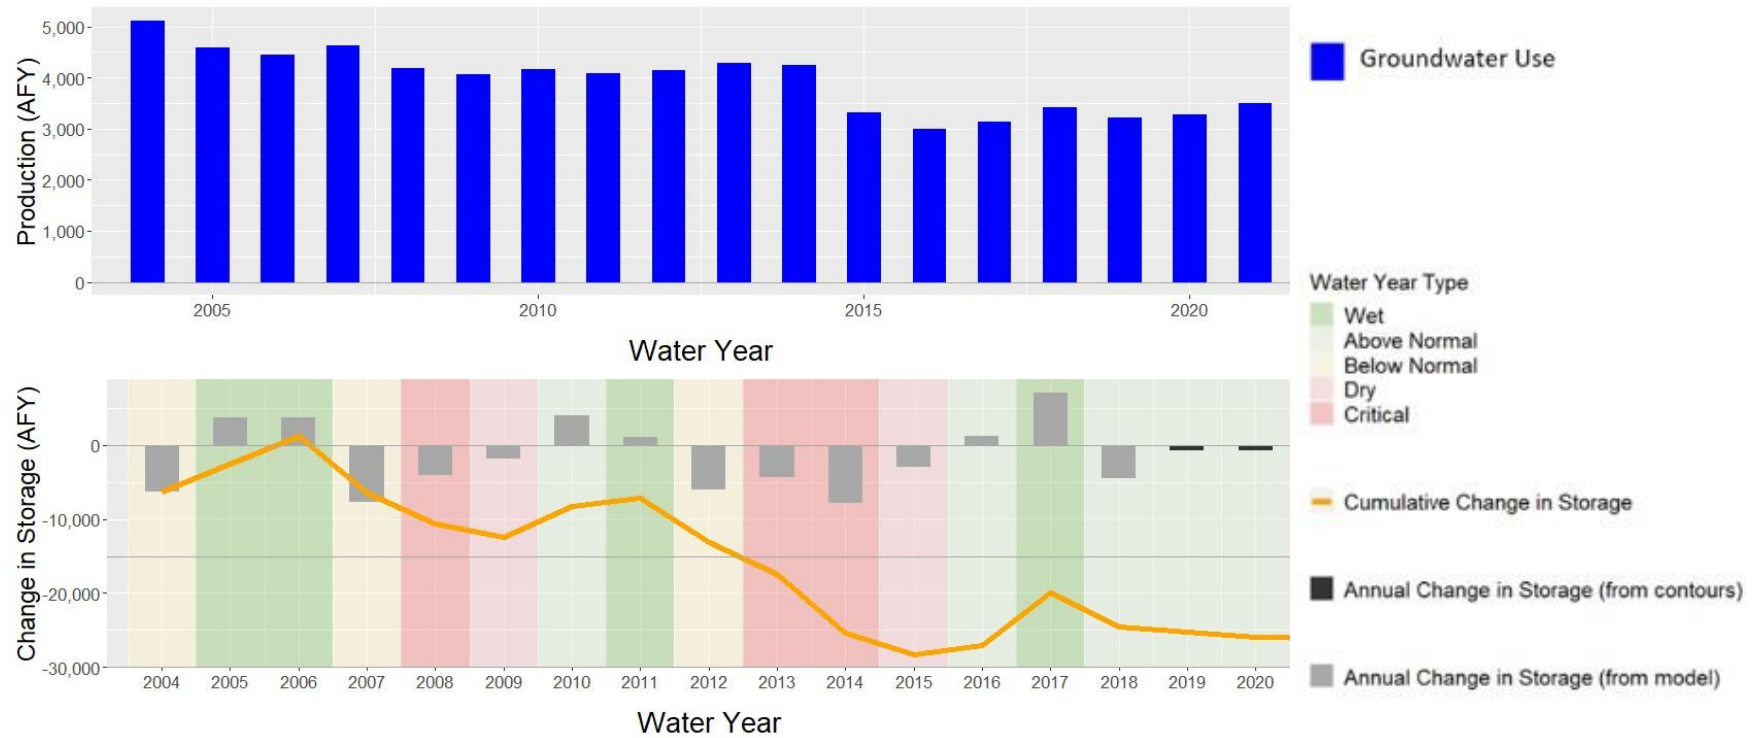 Production (AFY)
5,000
4,000
3,000
2,000
1,000
0
2005 2010 2015 2020
Water Year
Groundwater Use
Water Year Type
Wet
Above Normal
Below Normal
Dry
Critical
Cumulative Change in Storage
Annual Change in Storage (from contours)
Annual Change in Storage (from model)
Change in Storage (AFY)
0
-10,000
-20,000
-30,000
2004 2005 2006 2007 2008 2009 2010 2011 2012 2013 2014 2015 2016 2017 2018 2019 2020
Water Year